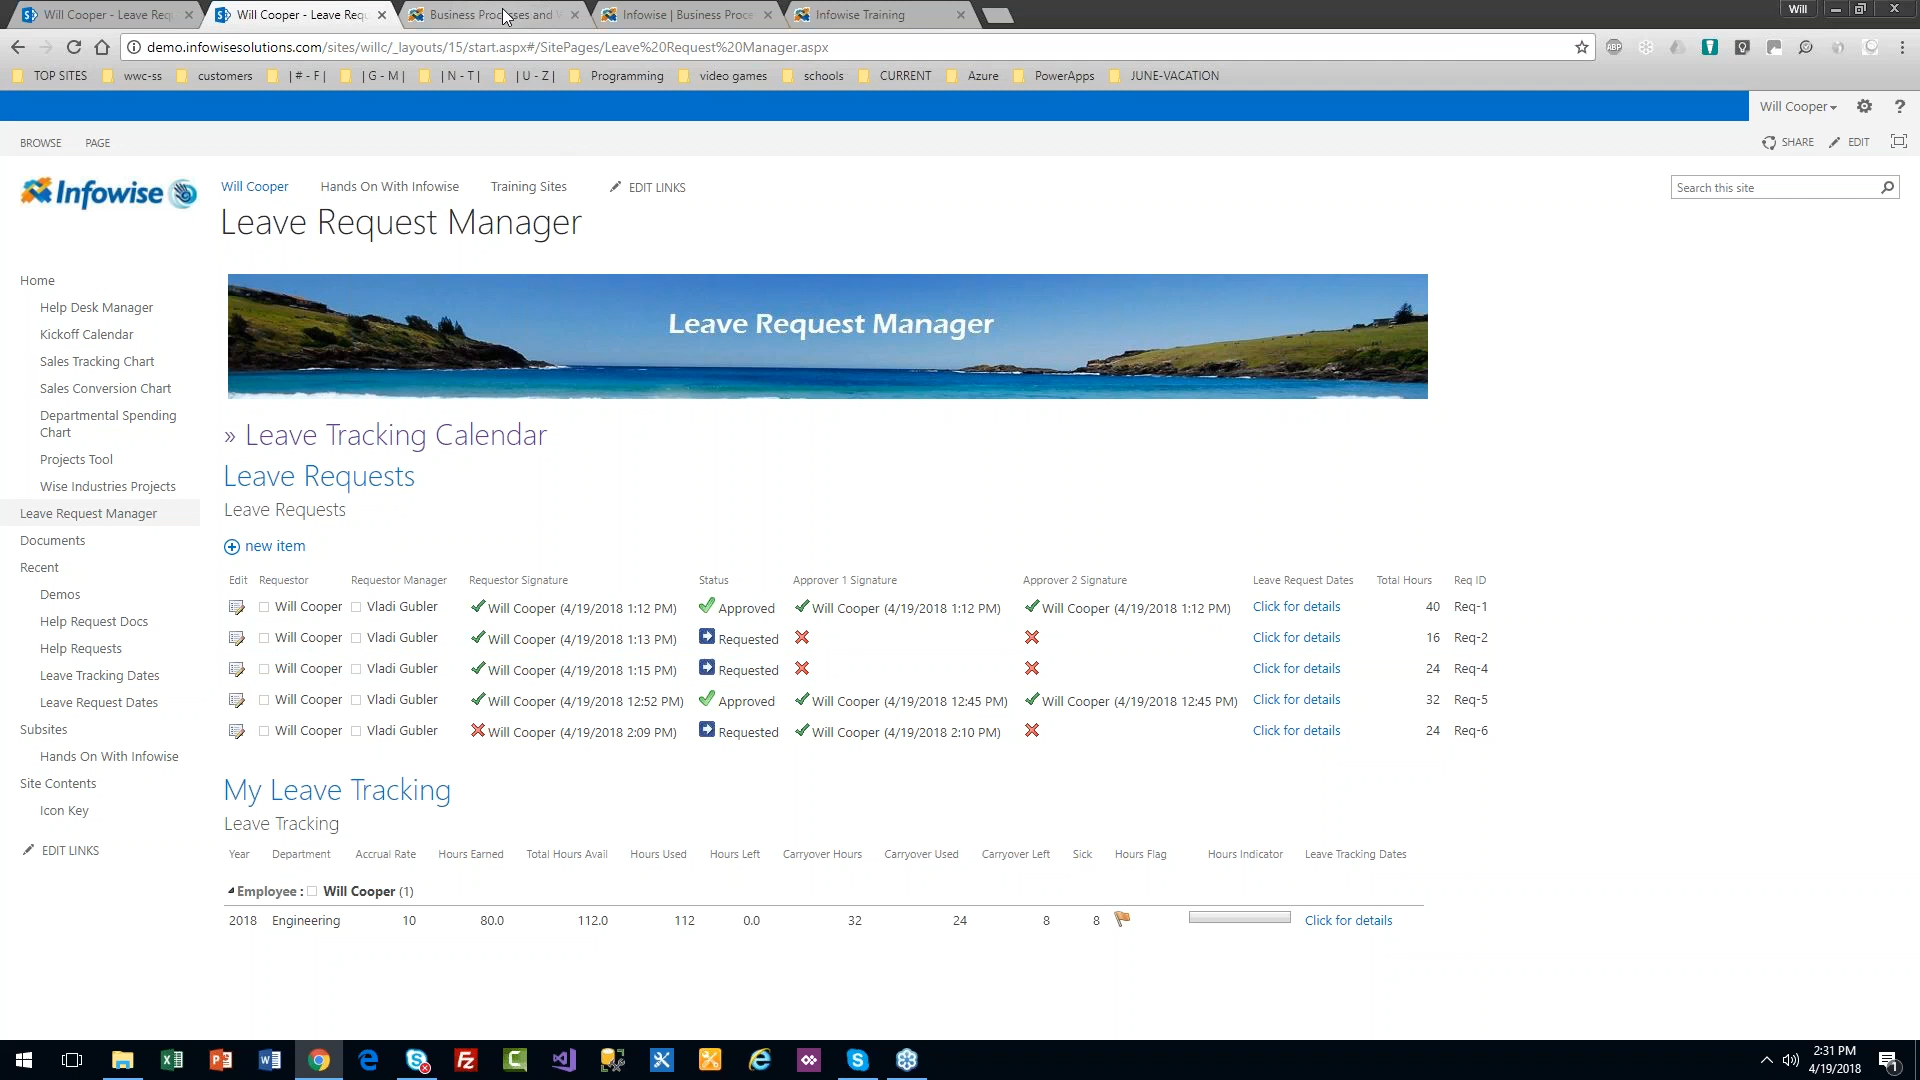 Will Cooper - Leave Requ
Will Cooper - Leave Requ
Business Processes and W
Infowise | Business Proce
Infowise Training
Will
demo.infowisesolutions.com/sites/willc/_layouts/15/start.aspx#/SitePages/Leave%20Request%20Manager.aspx
ABP
TOP SITES wwc-ss customers | # - F | | G - M | | N - T | | U - Z | Programming video games schools CURRENT Azure PowerApps JUNE-VACATION
Will Cooper ?
BROWSE PAGE SHARE EDIT
Infowise
Will Cooper Hands On With Infowise Training Sites EDIT LINKS
Search this site
Leave Request Manager
Home
Help Desk Manager
Kickoff Calendar
Sales Tracking Chart
Sales Conversion Chart
Departmental Spending
Chart
Projects Tool
Wise Industries Projects
Leave Request Manager
Documents
Recent
Demos
Help Request Docs
Help Requests
Leave Tracking Dates
Leave Request Dates
Subsites
Hands On With Infowise
Site Contents
Icon Key
EDIT LINKS
Leave Request Manager
» Leave Tracking Calendar
Leave Requests
Leave Requests
new item
Edit Requestor Requestor Manager Requestor Signature Status Approver 1 Signature Approver 2 Signature Leave Request Dates Total Hours Req ID
Will Cooper Vladi Gubler Will Cooper (4/19/2018 1:12 PM) Approved Will Cooper (4/19/2018 1:12 PM) Will Cooper (4/19/2018 1:12 PM) Click for details 40 Req-1
Will Cooper Vladi Gubler Will Cooper (4/19/2018 1:13 PM) Requested Click for details 16 Req-2
Will Cooper Vladi Gubler Will Cooper (4/19/2018 1:15 PM) Requested Click for details 24 Req-4
Will Cooper Vladi Gubler Will Cooper (4/19/2018 12:52 PM) Approved Will Cooper (4/19/2018 12:45 PM) Will Cooper (4/19/2018 12:45 PM) Click for details 32 Req-5
Will Cooper Vladi Gubler Will Cooper (4/19/2018 2:09 PM) Requested Will Cooper (4/19/2018 2:10 PM) Click for details 24 Req-6
My Leave Tracking
Leave Tracking
Year Department Accrual Rate Hours Earned Total Hours Avail Hours Used Hours Left Carryover Hours Carryover Used Carryover Left Sick Hours Flag Hours Indicator Leave Tracking Dates
Employee : Will Cooper (1)
2018 Engineering 10 80.0 112.0 112 0.0 32 24 8 8 Click for details
2:31 PM
4/19/2018
1